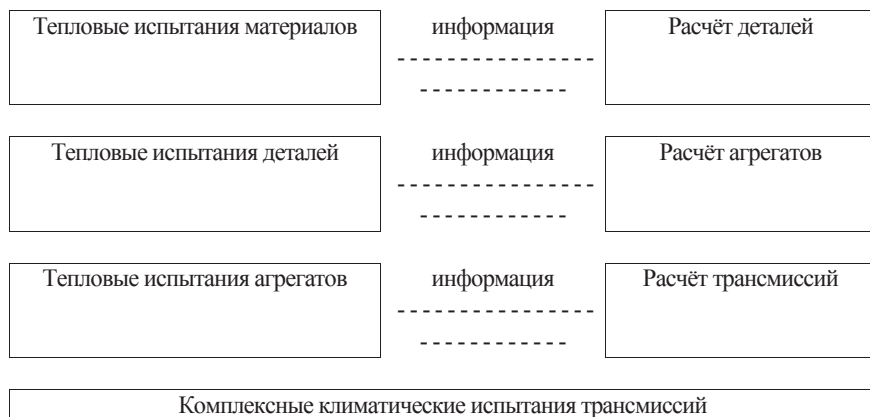 Тепловые испытания материалов информация Расчёт деталей
- - - - - - - - - - - - - - - -
- - - - - - - - - - - -
Тепловые испытания деталей информация Расчёт агрегатов
- - - - - - - - - - - - - - - -
- - - - - - - - - - - -
Тепловые испытания агрегатов информация Расчёт трансмиссий
- - - - - - - - - - - - - - - -
- - - - - - - - - - - -
Комплексные климатические испытания трансмиссий